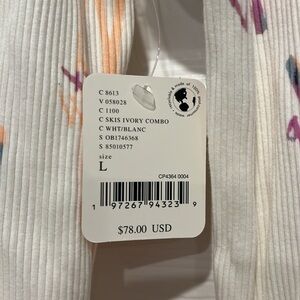 C 8613
V 058028
C 1100
C SKIS IVORY COMBO
C WHT/BLANC
S OB1746368
S 85010577
size
L
CP4364 0004
1 97267 94323 9
$78.00 USD